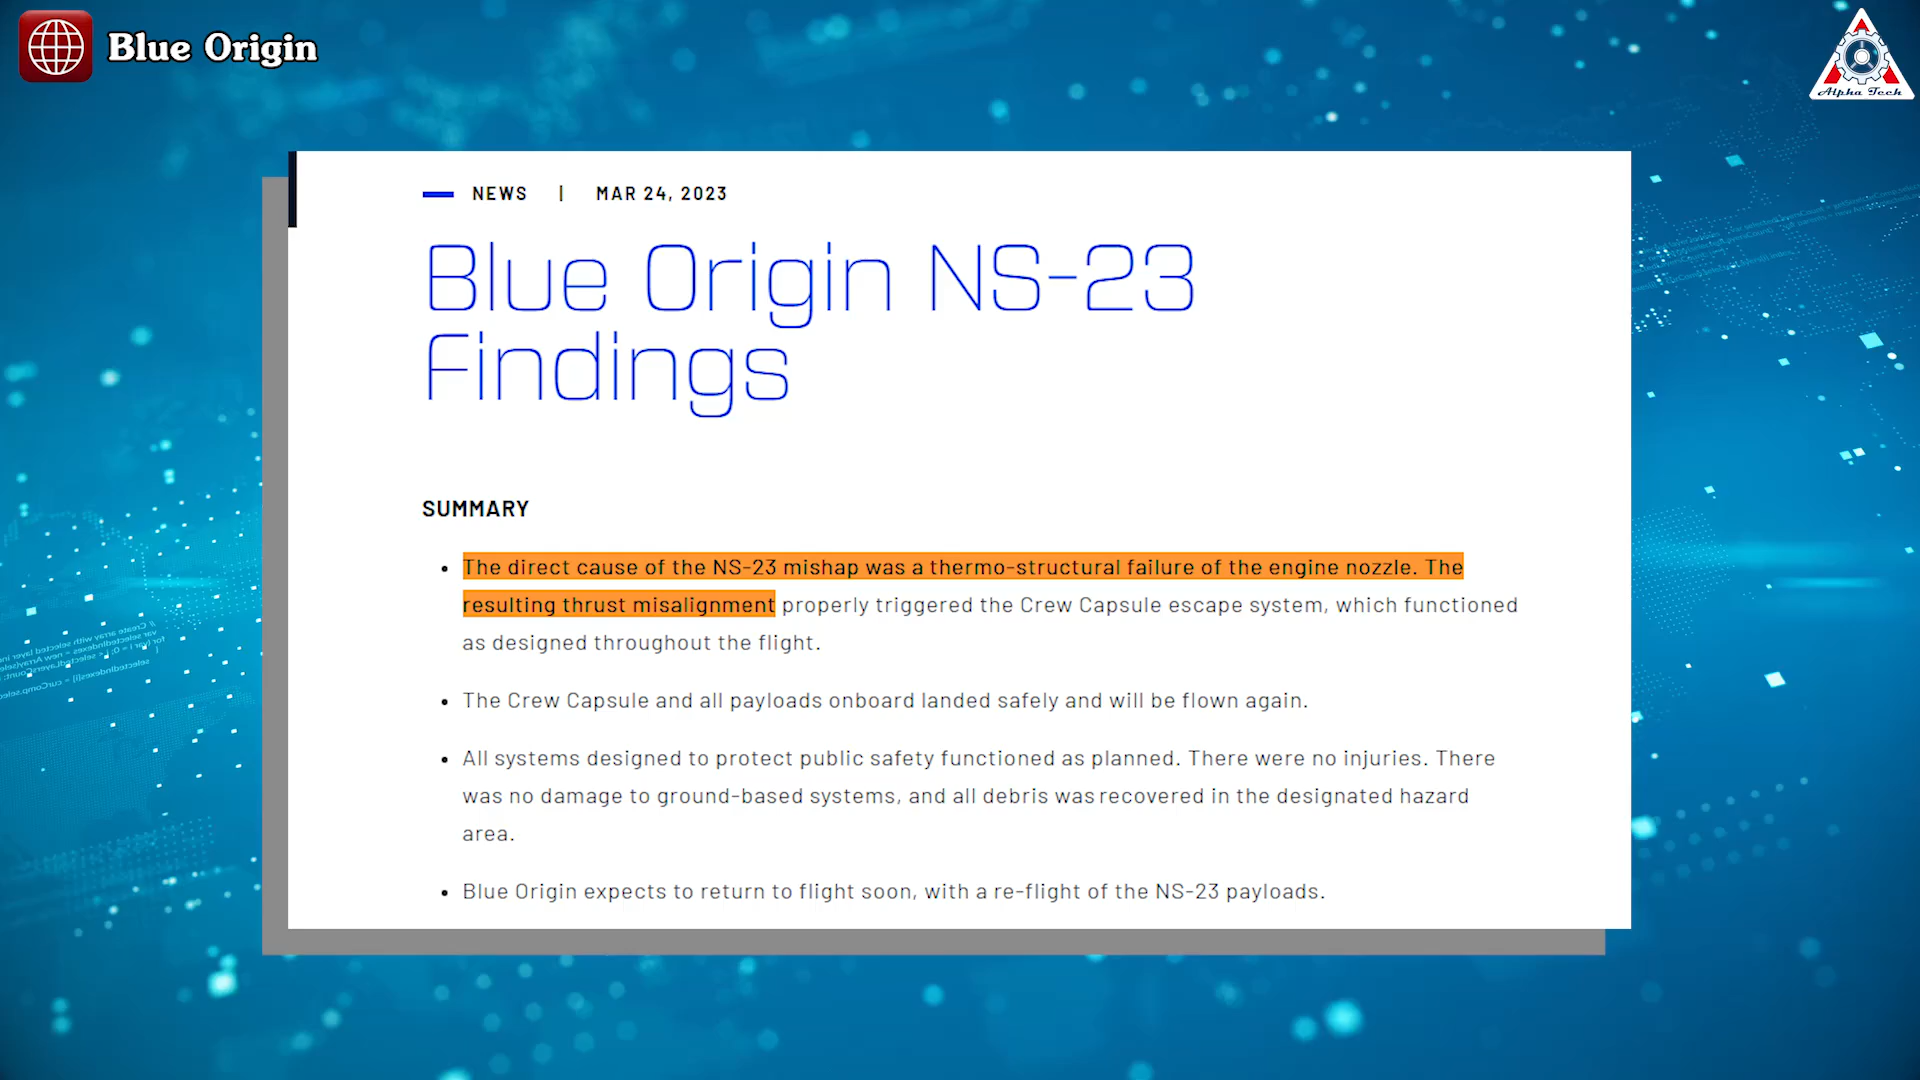 Blue Origin
Alpha Tech
NEWS | MAR 24, 2023
Blue Origin NS-23
Findings
SUMMARY
• The direct cause of the NS-23 mishap was a thermo-structural failure of the engine nozzle. The
resulting thrust misalignment properly triggered the Crew Capsule escape system, which functioned
as designed throughout the flight.
• The Crew Capsule and all payloads onboard landed safely and will be flown again.
• All systems designed to protect public safety functioned as planned. There were no injuries. There
was no damage to ground-based systems, and all debris was recovered in the designated hazard
area.
• Blue Origin expects to return to flight soon, with a re-flight of the NS-23 payloads.